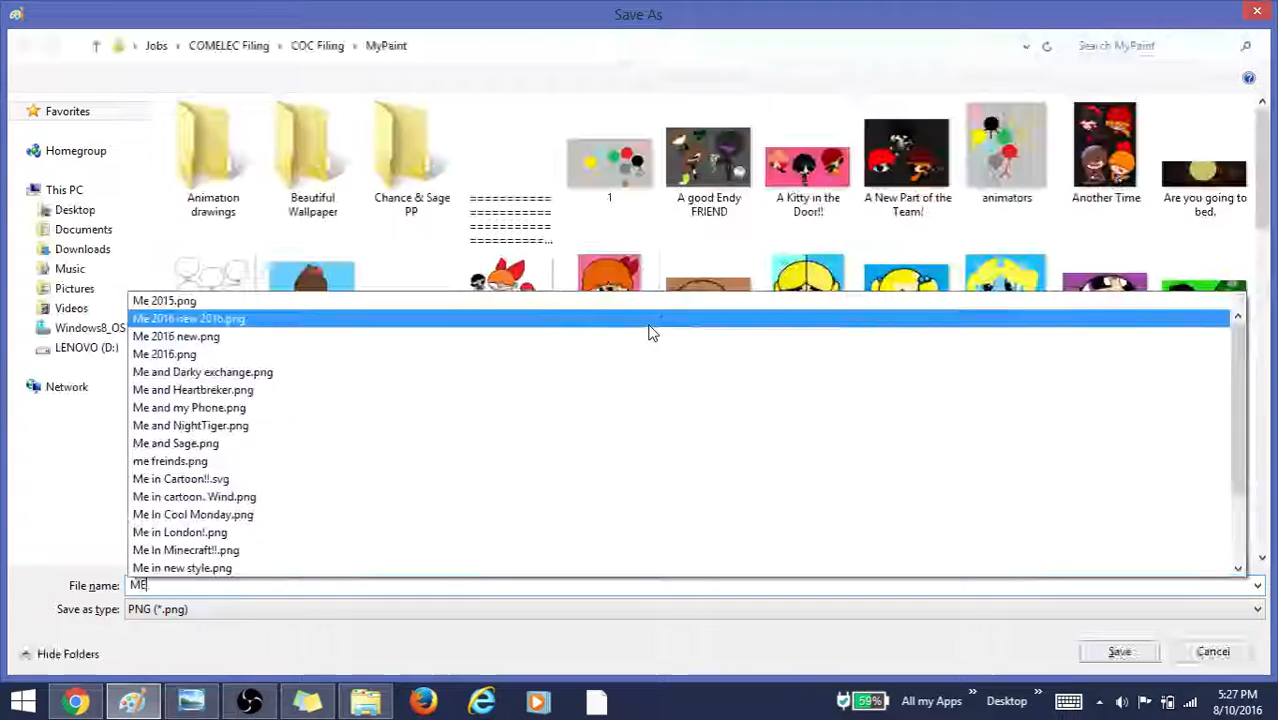 Save As
Jobs COMELEC Filing COC Filing MyPaint
Search MyPaint
Favorites
Homegroup
This PC
Desktop
Documents
Downloads
Music
Pictures
Videos
Windows8_OS
LENOVO (D:)
Network
Animation drawings
Beautiful Wallpaper
Chance & Sage PP
===========
===========
===========
===========...
1
A good Endy FRIEND
A Kitty in the Door!!
A New Part of the Team!
animators
Another Time
Are you going to bed.
Me 2015.png
Me 2016 new 2016.png
Me 2016 new.png
Me 2016.png
Me and Darky exchange.png
Me and Heartbreker.png
Me and my Phone.png
Me and NightTiger.png
Me and Sage.png
me freinds.png
Me in Cartoon!!.svg
Me in cartoon. Wind.png
Me In Cool Monday.png
Me in London!.png
Me In Minecraft!!.png
Me in new style.png
File name: ME
Save as type: PNG (*.png)
Hide Folders
Save Cancel
59% All my Apps » Desktop »
5:27 PM
8/10/2016